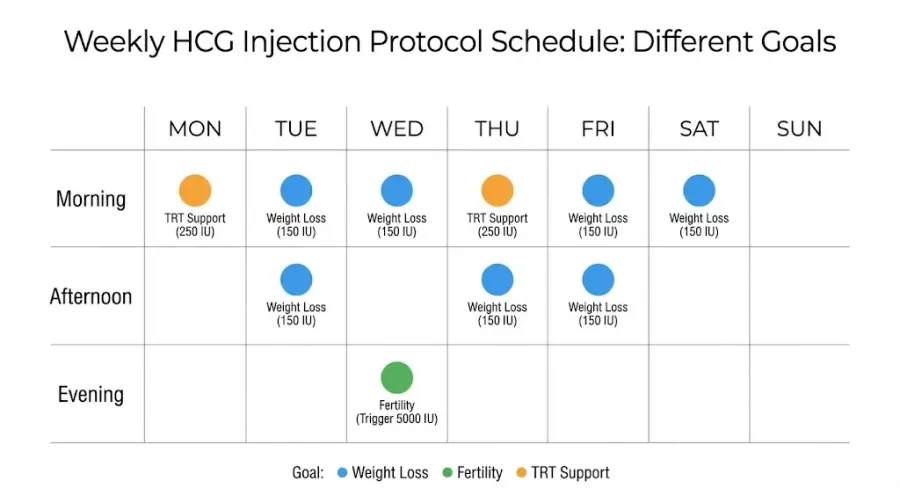 Weekly HCG Injection Protocol Schedule: Different Goals
MON TUE WED THU FRI SAT SUN
Morning
TRT Support Weight Loss Weight Loss TRT Support Weight Loss Weight Loss
(250 IU) (150 IU) (150 IU) (250 IU) (150 IU) (150 IU)
Afternoon
Weight Loss Weight Loss Weight Loss
(150 IU) (150 IU) (150 IU)
Evening
Fertility
(Trigger 5000 IU)
Goal: Weight Loss Fertility TRT Support